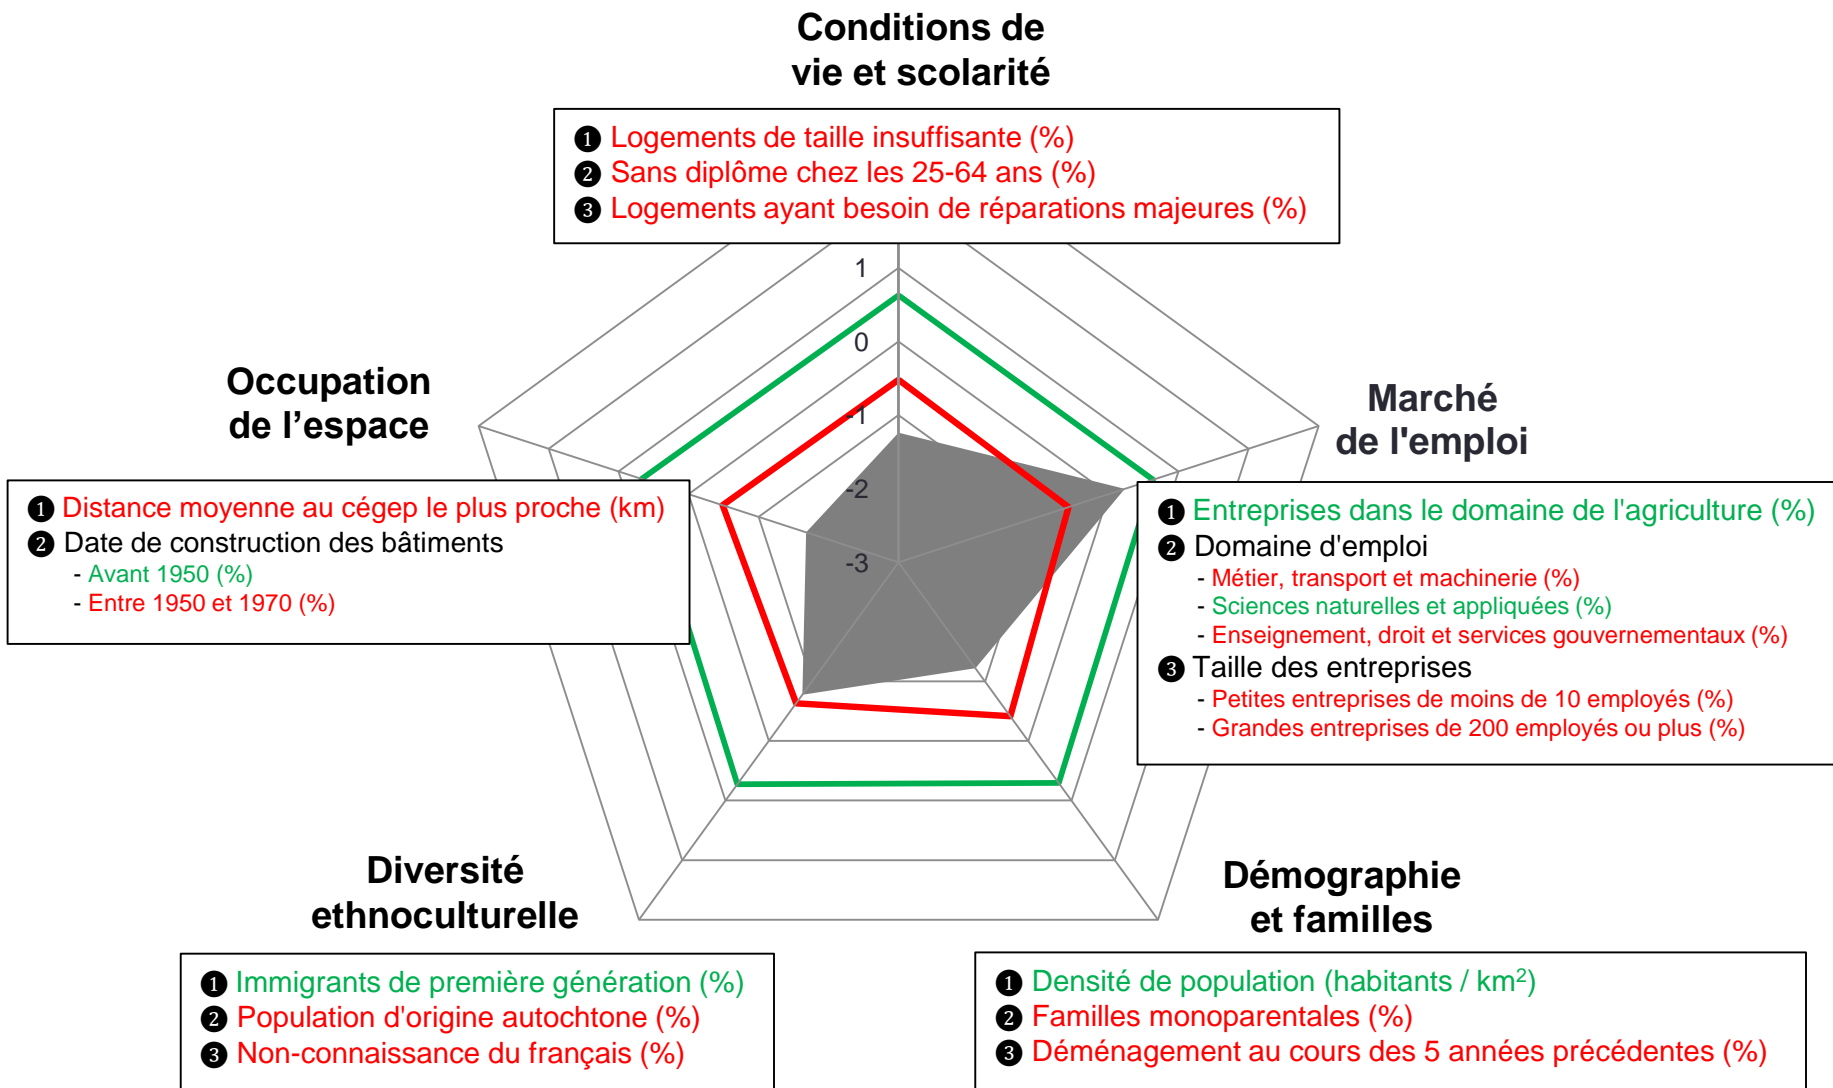 Conditions de
vie et scolarité
❶ Logements de taille insuffisante (%)
❷ Sans diplôme chez les 25-64 ans (%)
❸ Logements ayant besoin de réparations majeures (%)
1
0
-1
-2
-3
Occupation
de l’espace
❶ Distance moyenne au cégep le plus proche (km)
❷ Date de construction des bâtiments
- Avant 1950 (%)
- Entre 1950 et 1970 (%)
Marché
de l'emploi
❶ Entreprises dans le domaine de l'agriculture (%)
❷ Domaine d'emploi
- Métier, transport et machinerie (%)
- Sciences naturelles et appliquées (%)
- Enseignement, droit et services gouvernementaux (%)
❸ Taille des entreprises
- Petites entreprises de moins de 10 employés (%)
- Grandes entreprises de 200 employés ou plus (%)
Diversité
ethnoculturelle
❶ Immigrants de première génération (%)
❷ Population d'origine autochtone (%)
❸ Non-connaissance du français (%)
Démographie
et familles
❶ Densité de population (habitants / km²)
❷ Familles monoparentales (%)
❸ Déménagement au cours des 5 années précédentes (%)